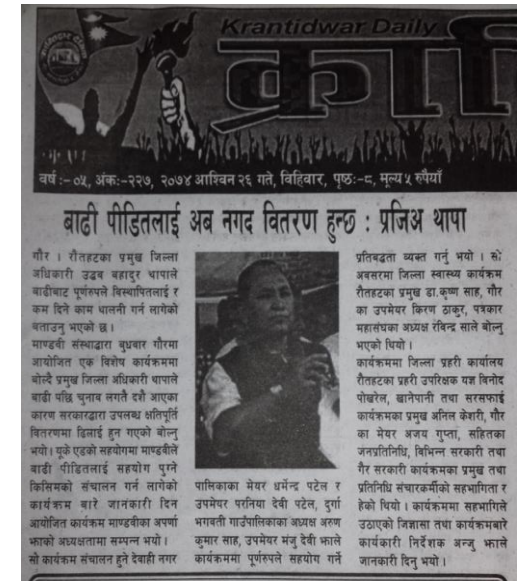 Krantidwar Daily
क्रा
वर्ष :- ०५, अंक:-२२७, २०७४ आश्विन २६ गते, विहिवार, पृष्ठः-८, मूल्य ५ रुपैयाँ
बाढी पीडितलाई अब नगद वितरण हुन्छ : प्रजिअ थापा
गौर । रौतहटका प्रमुख जिल्ला
अधिकारी उद्धव बहादुर थापाले
बाढीबाट पूर्णरुपले विस्थापितलाई र
कम दिने काम थालनी गर्न लागेको
बताउनु भएको छ।
माण्डवी संस्थाद्वारा बुधवार गौरमा
आयोजित एक विशेष कार्यक्रममा
बोल्दै प्रमुख जिल्ला अधिकारी थापाले
बाढी पछि चुनाव लगतै दशै आएका
कारण सरकारद्वारा उपलब्ध क्षतिपूर्ति
वितरणमा ढिलाई हुन गएको बोल्नु
भयो । यूके एडको सहयोगमा माण्डवीले
बाढी पीडितलाई सहयोग पुग्ने
किसिमको संचालन गर्न लागेको
कार्यक्रम बारे जानकारी दिन
आयोजित कार्यक्रम माण्डवीका अपर्णा
झाको अध्यक्षतामा सम्पन्न भयो ।
सो कार्यक्रम संचालन हुने देवाही नगर
पालिकाका मेयर धर्मेन्द्र पटेल र
उपमेयर परनिया देवी पटेल, दुर्गा
भगवती गाउँपालिकाका अध्यक्ष अरुण
कुमार साह, उपमेयर मंजु देवी झाले
कार्यक्रममा पूर्णरुपले सहयोग गर्ने
प्रतिबद्धता व्यक्त गर्नु भयो । सो
अवसरमा जिल्ला स्वास्थ्य कार्यक्रम
रौतहटका प्रमुख डा.कृष्ण साह, गौर
का उपमेयर किरण ठाकुर, पत्रकार
महासंघका अध्यक्ष रविन्द्र साले बोल्नु
भएको थियो ।
कार्यक्रममा जिल्ला प्रहरी कार्यालय
रौतहटका प्रहरी उपरिक्षक यज्ञ विनोद
पोखरेल, खानेपानी तथा सरसफाई
कार्यक्रमका प्रमुख अनिल केशरी, गौर
का मेयर अजय गुप्ता, सहितका
जनप्रतिनिधि, विभिन्न सरकारी तथा
गैर सरकारी कार्यक्रमका प्रमुख तथा
प्रतिनिधि संचारकर्मीको सहभागिता र
हेको थियो । कार्यक्रममा सहभागिले
उठाएको जिज्ञासा तथा कार्यक्रमबारे
कार्यकारी निर्देशक अन्जु झाले
जानकारी दिनु भयो ।